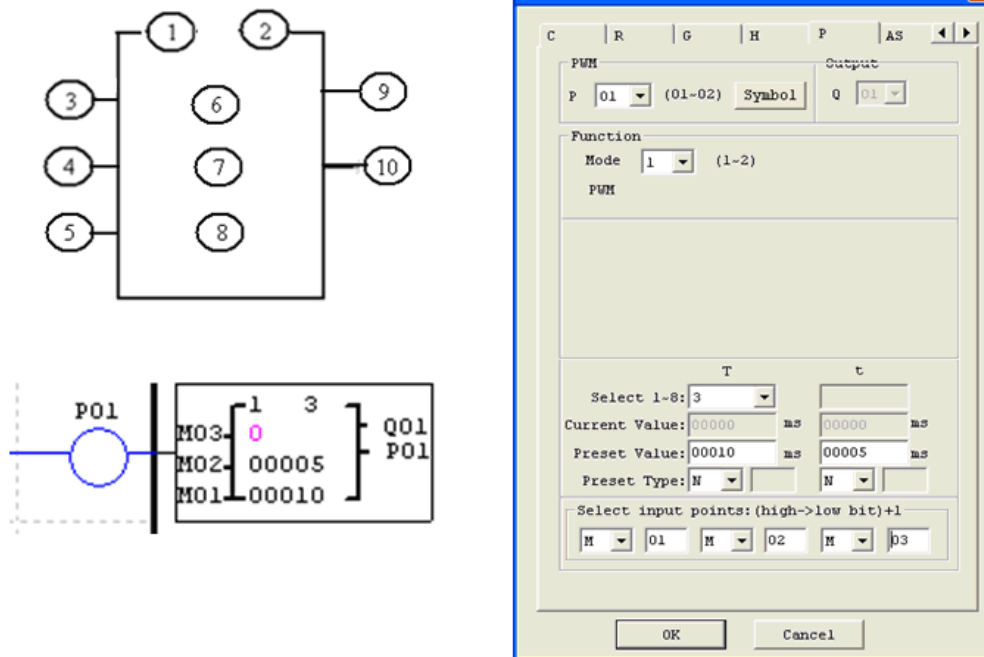 1 2
3 9
6
4 7 10
5 8
P01
1 3
M03 0 Q01
M02 00005 P01
M01 00010
C R G H P AS
PWM Output
P 01 (01~02) Symbol Q 01
Function
Mode 1 (1~2)
PWM
T t
Select 1~8: 3
Current Value: 00000 ms 00000 ms
Preset Value: 00010 ms 00005 ms
Preset Type: N N
Select input points:(high->low bit)+1
M 01 M 02 M 03
OK Cancel